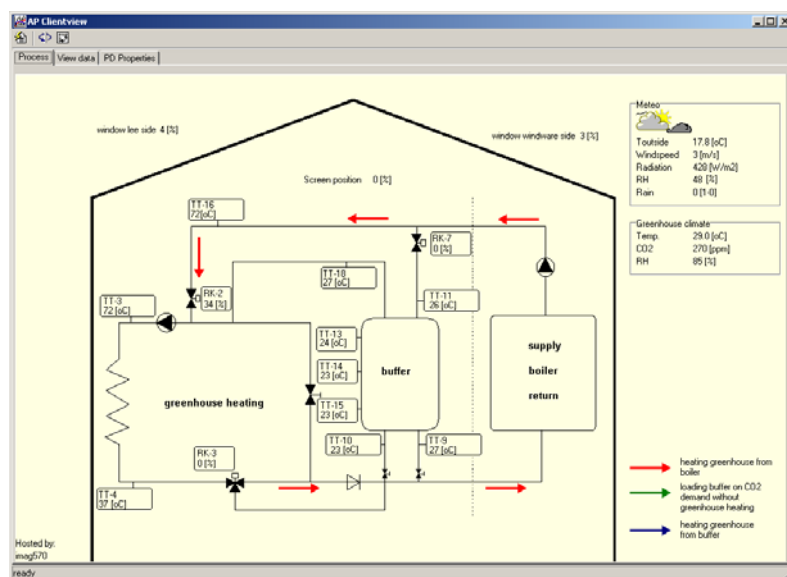 AP Clientview
Process View data PD Properties
window lee side 4 [%]
window windware side 3 [%]
Screen position 0 [%]
Meteo
Toutside 17.8 [oC]
Windspeed 3 [m/s]
Radiation 428 [W/m2]
RH 48 [%]
Rain 0 [1-0]
Greenhouse climate
Temp. 29.0 [oC]
CO2 270 [ppm]
RH 85 [%]
TT-16
72[oC]
RK-7
0 [%]
TT-18
27 [oC]
TT-3
72 [oC]
RK-2
34 [%]
TT-11
26 [oC]
TT-13
24 [oC]
TT-14
23 [oC]
TT-15
23 [oC]
buffer
supply
boiler
return
greenhouse heating
TT-10
23 [oC]
TT-9
27 [oC]
RK-3
0 [%]
TT-4
37 [oC]
heating greenhouse from
boiler
loading buffer on CO2
demand without
greenhouse heating
heating greenhouse
from buffer
Hosted by:
imag570
ready